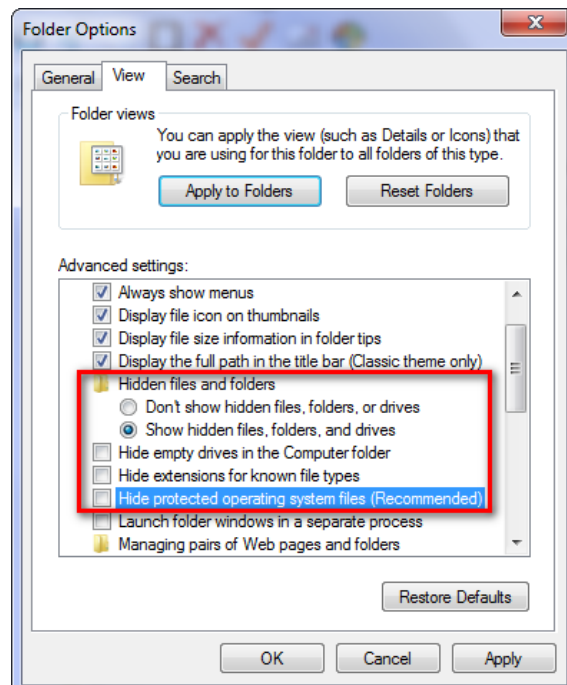 Folder Options
General
View
Search
Folder views
You can apply the view (such as Details or Icons) that
you are using for this folder to all folders of this type.
Apply to Folders
Reset Folders
Advanced settings:
Always show menus
Display file icon on thumbnails
Display file size information in folder tips
Display the full path in the title bar (Classic theme only)
Hidden files and folders
Don't show hidden files, folders, or drives
Show hidden files, folders, and drives
Hide empty drives in the Computer folder
Hide extensions for known file types
Hide protected operating system files (Recommended)
Launch folder windows in a separate process
Managing pairs of Web pages and folders
Restore Defaults
OK
Cancel
Apply